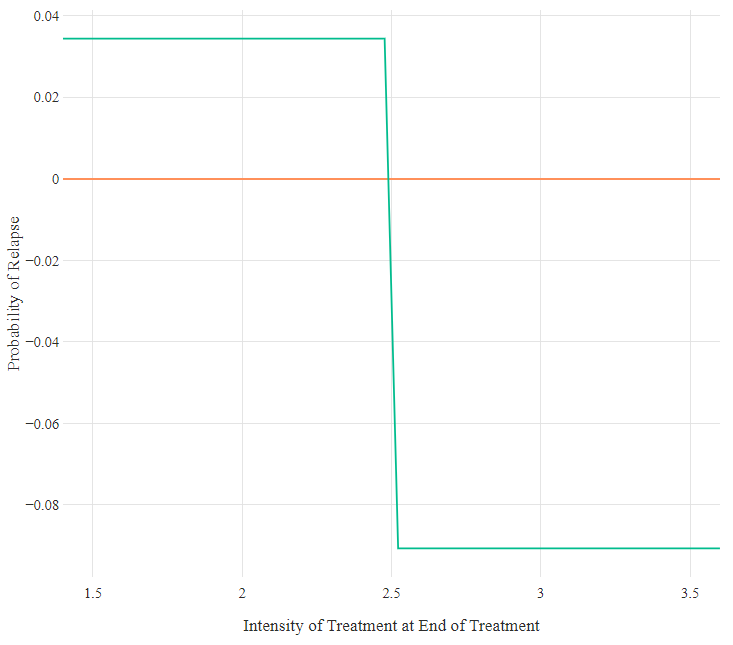 0.04
0.02
0
−0.02
−0.04
−0.06
−0.08
Probability of Relapse
1.5 2 2.5 3 3.5
Intensity of Treatment at End of Treatment